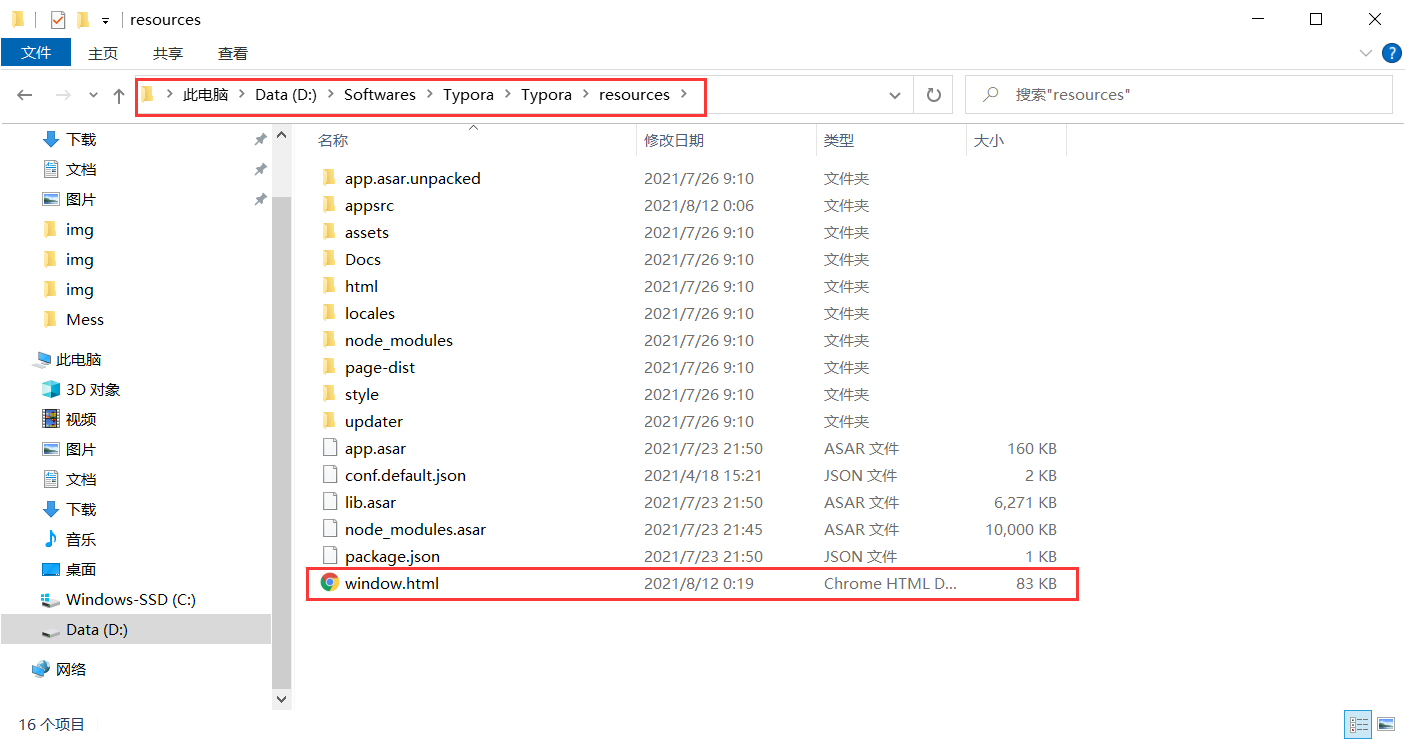 resources
文件 主页 共享 查看
此电脑 Data (D:) Softwares Typora Typora resources 搜索"resources"
下载
文档
图片
img
img
img
Mess
此电脑
3D 对象
视频
图片
文档
下载
音乐
桌面
Windows-SSD (C:)
Data (D:)
网络
名称 修改日期 类型 大小
app.asar.unpacked 2021/7/26 9:10 文件夹
appsrc 2021/8/12 0:06 文件夹
assets 2021/7/26 9:10 文件夹
Docs 2021/7/26 9:10 文件夹
html 2021/7/26 9:10 文件夹
locales 2021/7/26 9:10 文件夹
node_modules 2021/7/26 9:10 文件夹
page-dist 2021/7/26 9:10 文件夹
style 2021/7/26 9:10 文件夹
updater 2021/7/26 9:10 文件夹
app.asar 2021/7/23 21:50 ASAR 文件 160 KB
conf.default.json 2021/4/18 15:21 JSON 文件 2 KB
lib.asar 2021/7/23 21:50 ASAR 文件 6,271 KB
node_modules.asar 2021/7/23 21:45 ASAR 文件 10,000 KB
package.json 2021/7/23 21:50 JSON 文件 1 KB
window.html 2021/8/12 0:19 Chrome HTML D... 83 KB
16 个项目